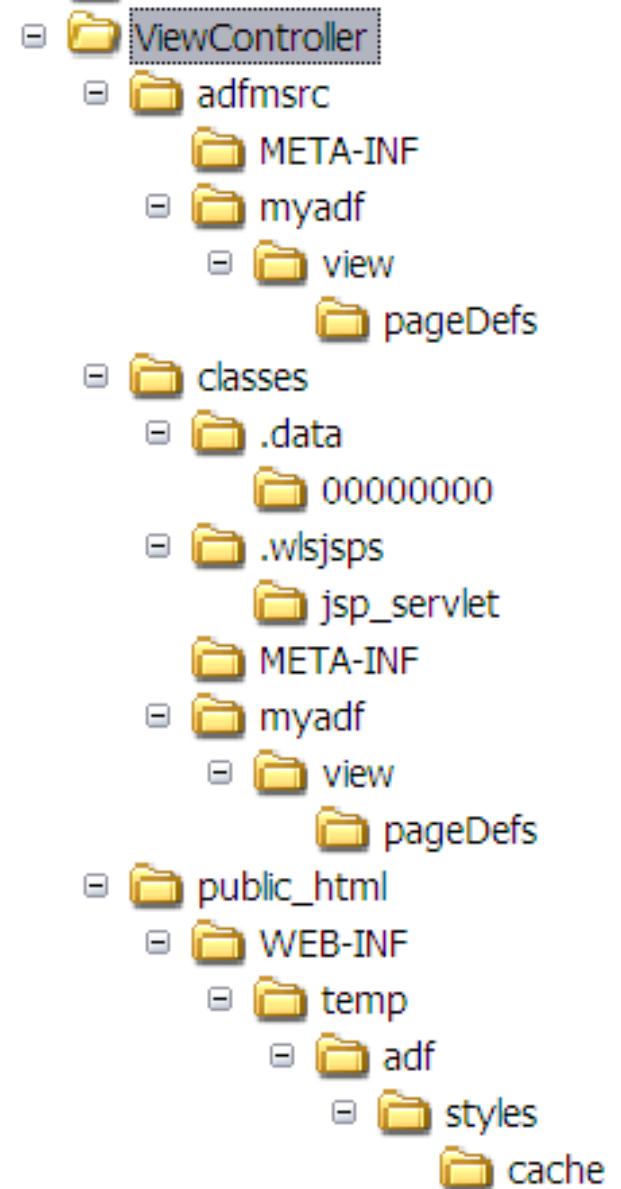 ViewController
adfmsrc
META-INF
myadf
view
pageDefs
classes
.data
00000000
.wlsjsps
jsp_servlet
META-INF
myadf
view
pageDefs
public_html
WEB-INF
temp
adf
styles
cache